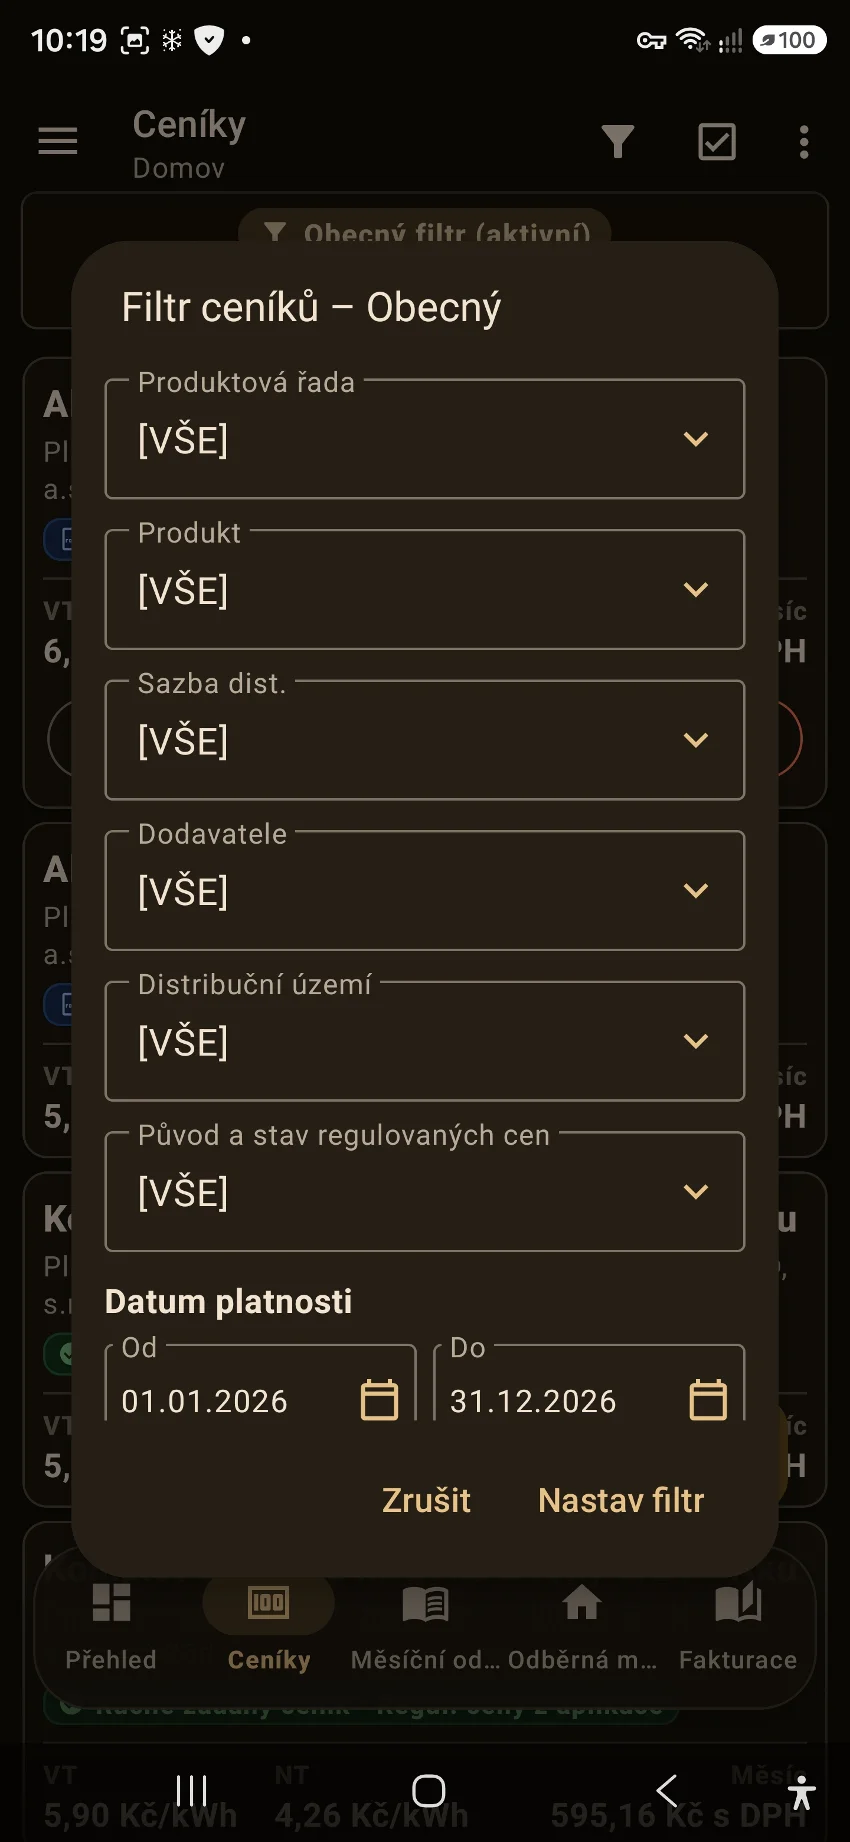 10:19
100
Ceníky
Domov
Obecný filtr (aktivní)
Filtr ceníků – Obecný
Produktová řada
[VŠE]
Produkt
[VŠE]
Sazba dist.
[VŠE]
Dodavatele
[VŠE]
Distribuční území
[VŠE]
Původ a stav regulovaných cen
[VŠE]
Datum platnosti
Od
01.01.2026
Do
31.12.2026
Zrušit
Nastav filtr
Přehled
Ceníky
Měsíční od…
Odběrná m…
Fakturace
VT
NT
5,90 Kč/kWh
4,26 Kč/kWh
595,16 Kč s DPH